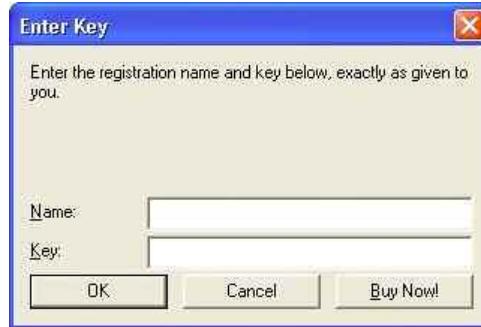 Enter Key
Enter the registration name and key below, exactly as given to
you.
Name:
Key:
OK Cancel Buy Now!